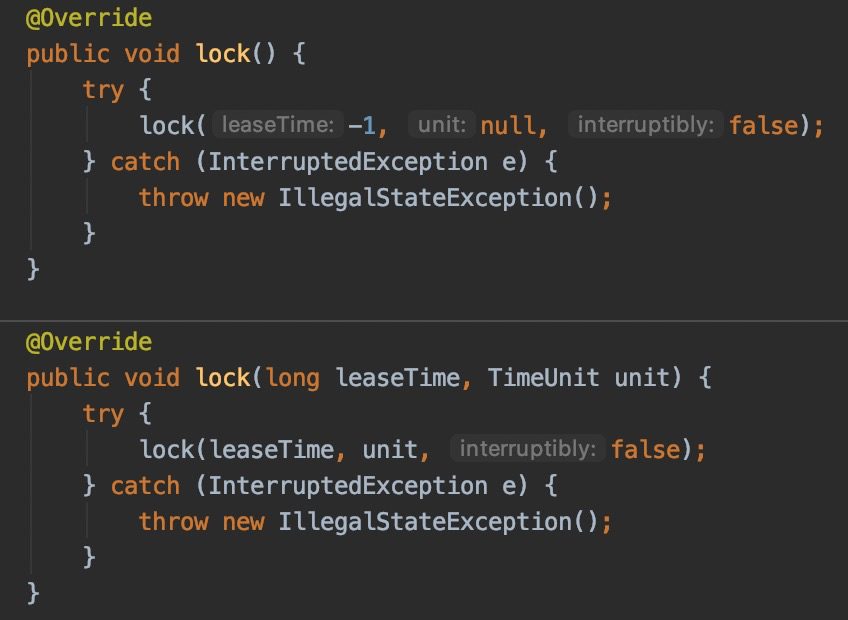 @Override
public void lock() {
try {
lock( leaseTime: -1, unit: null, interruptibly: false);
} catch (InterruptedException e) {
throw new IllegalStateException();
}
}
@Override
public void lock(long leaseTime, TimeUnit unit) {
try {
lock(leaseTime, unit, interruptibly: false);
} catch (InterruptedException e) {
throw new IllegalStateException();
}
}